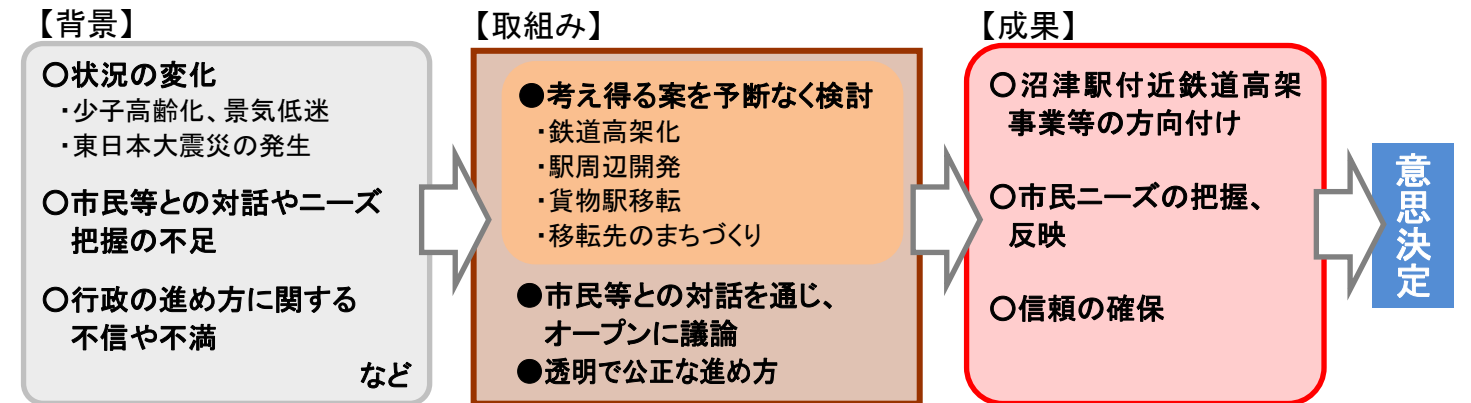 【背景】
〇状況の変化
・少子高齢化、景気低迷
・東日本大震災の発生
〇市民等との対話やニーズ
把握の不足
〇行政の進め方に関する
不信や不満
など
【取組み】
●考え得る案を予断なく検討
・鉄道高架化
・駅周辺開発
・貨物駅移転
・移転先のまちづくり
●市民等との対話を通じ、
オープンに議論
●透明で公正な進め方
【成果】
〇沼津駅付近鉄道高架
事業等の方向付け
〇市民ニーズの把握、
反映
〇信頼の確保
意思決定